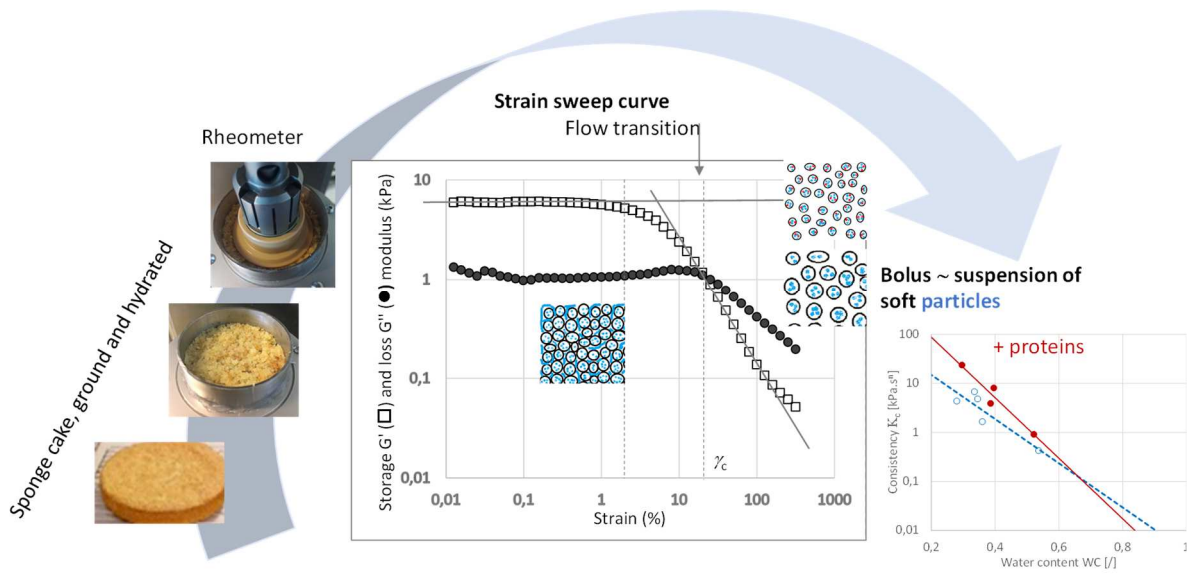 Sponge cake, ground and hydrated
Rheometer
Strain sweep curve
Flow transition
Storage G' (□) and loss G'' (●) modulus (kPa)
10
1
0,1
0,01
0,01
0,1
1
10
100
1000
Strain (%)
γc
Bolus ~ suspension of
soft particles
+ proteins
Consistency Kc [kPa.sⁿ]
100
10
1
0,1
0,01
0,2
0,4
0,6
0,8
1
Water content WC [/]